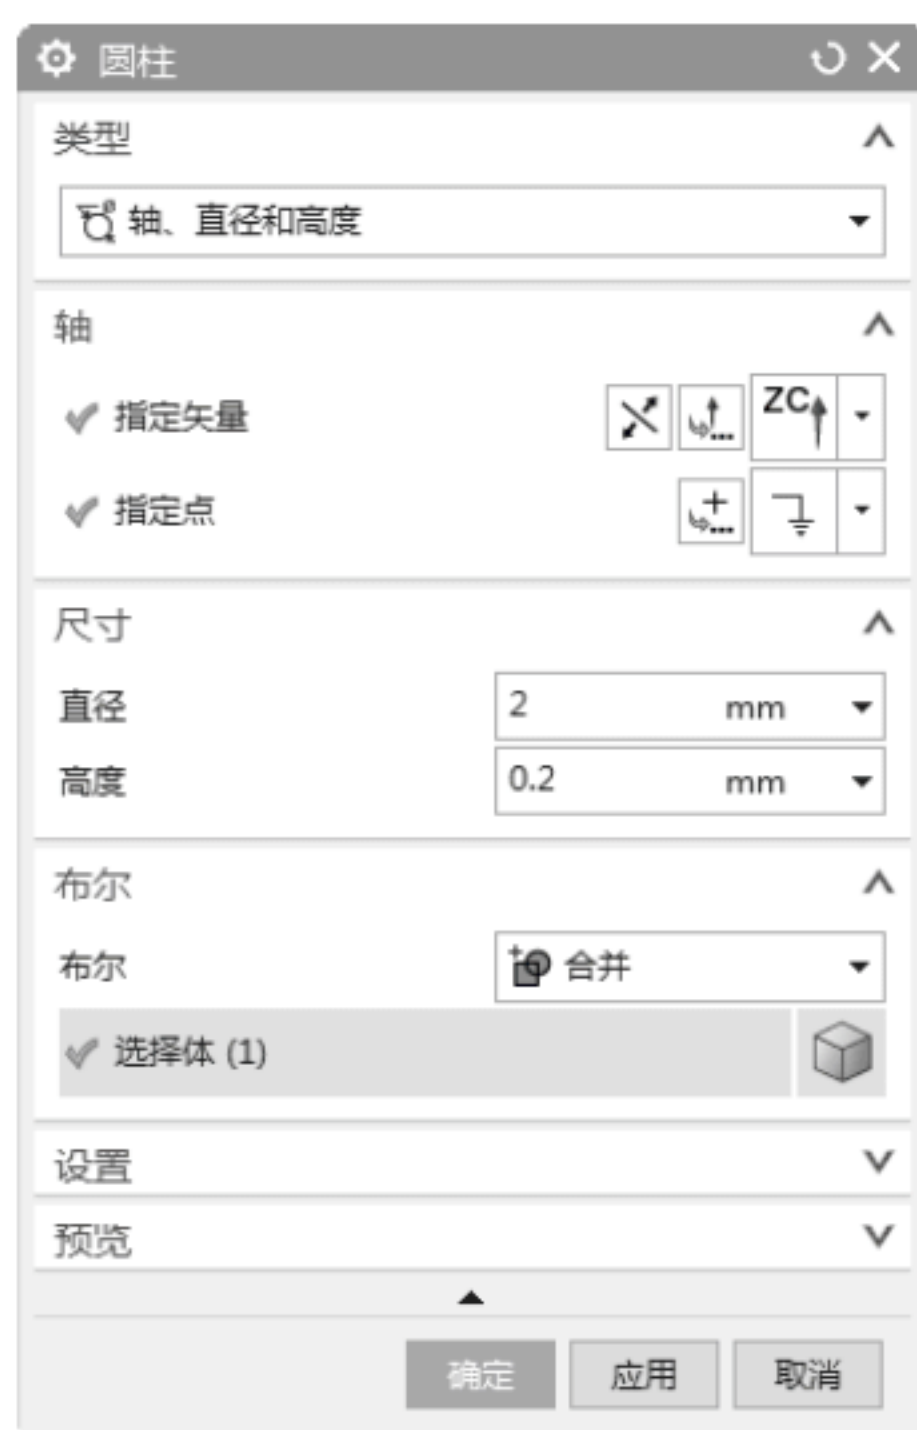 圆柱
类型
轴、直径和高度
轴
指定矢量
ZC
指定点
尺寸
直径 2 mm
高度 0.2 mm
布尔
布尔 合并
选择体 (1)
设置
预览
确定 应用 取消